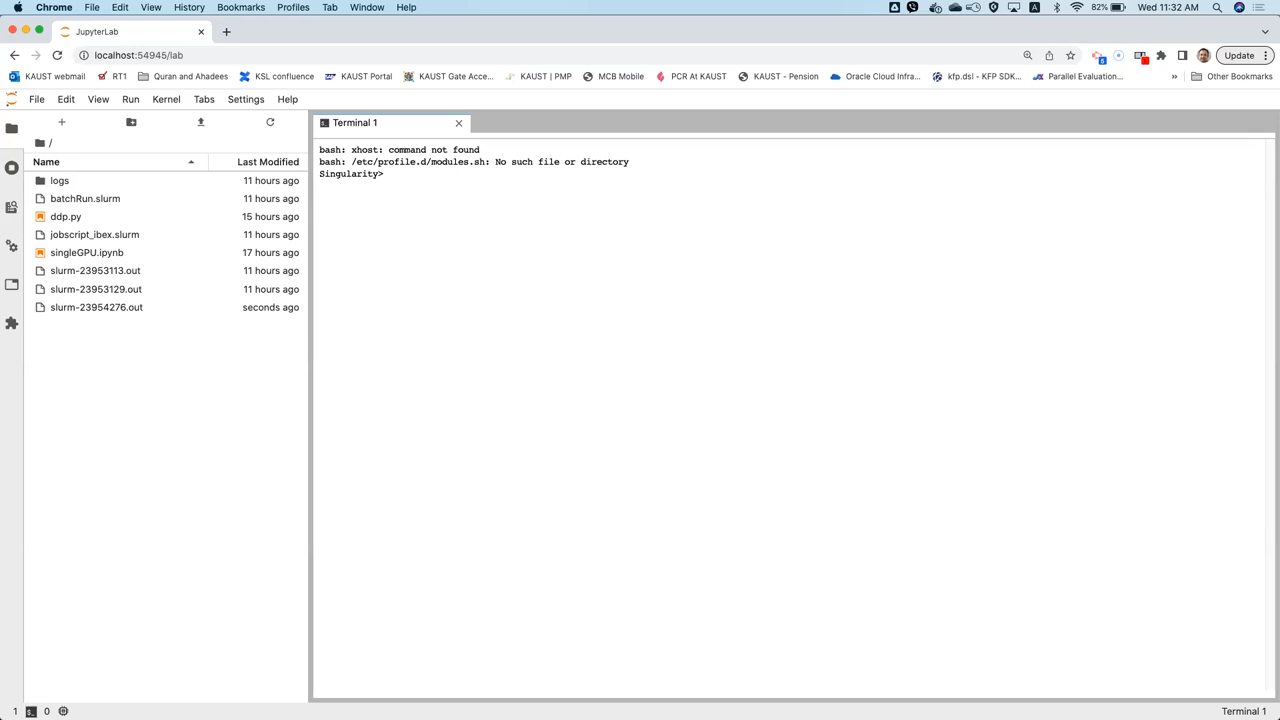 Chrome File Edit View History Bookmarks Profiles Tab Window Help 82% Wed 11:32 AM
JupyterLab
localhost:54945/lab Update
KAUST webmail RT1 Quran and Ahadees KSL confluence KAUST Portal KAUST Gate Acce... KAUST | PMP MCB Mobile PCR At KAUST KAUST - Pension Oracle Cloud Infra... kfp.dsl - KFP SDK... Parallel Evaluation... » Other Bookmarks
File Edit View Run Kernel Tabs Settings Help
Terminal 1
/
Name Last Modified
logs 11 hours ago
batchRun.slurm 11 hours ago
ddp.py 15 hours ago
jobscript_ibex.slurm 11 hours ago
singleGPU.ipynb 17 hours ago
slurm-23953113.out 11 hours ago
slurm-23953129.out 11 hours ago
slurm-23954276.out seconds ago
bash: xhost: command not found
bash: /etc/profile.d/modules.sh: No such file or directory
Singularity>
1 0 Terminal 1